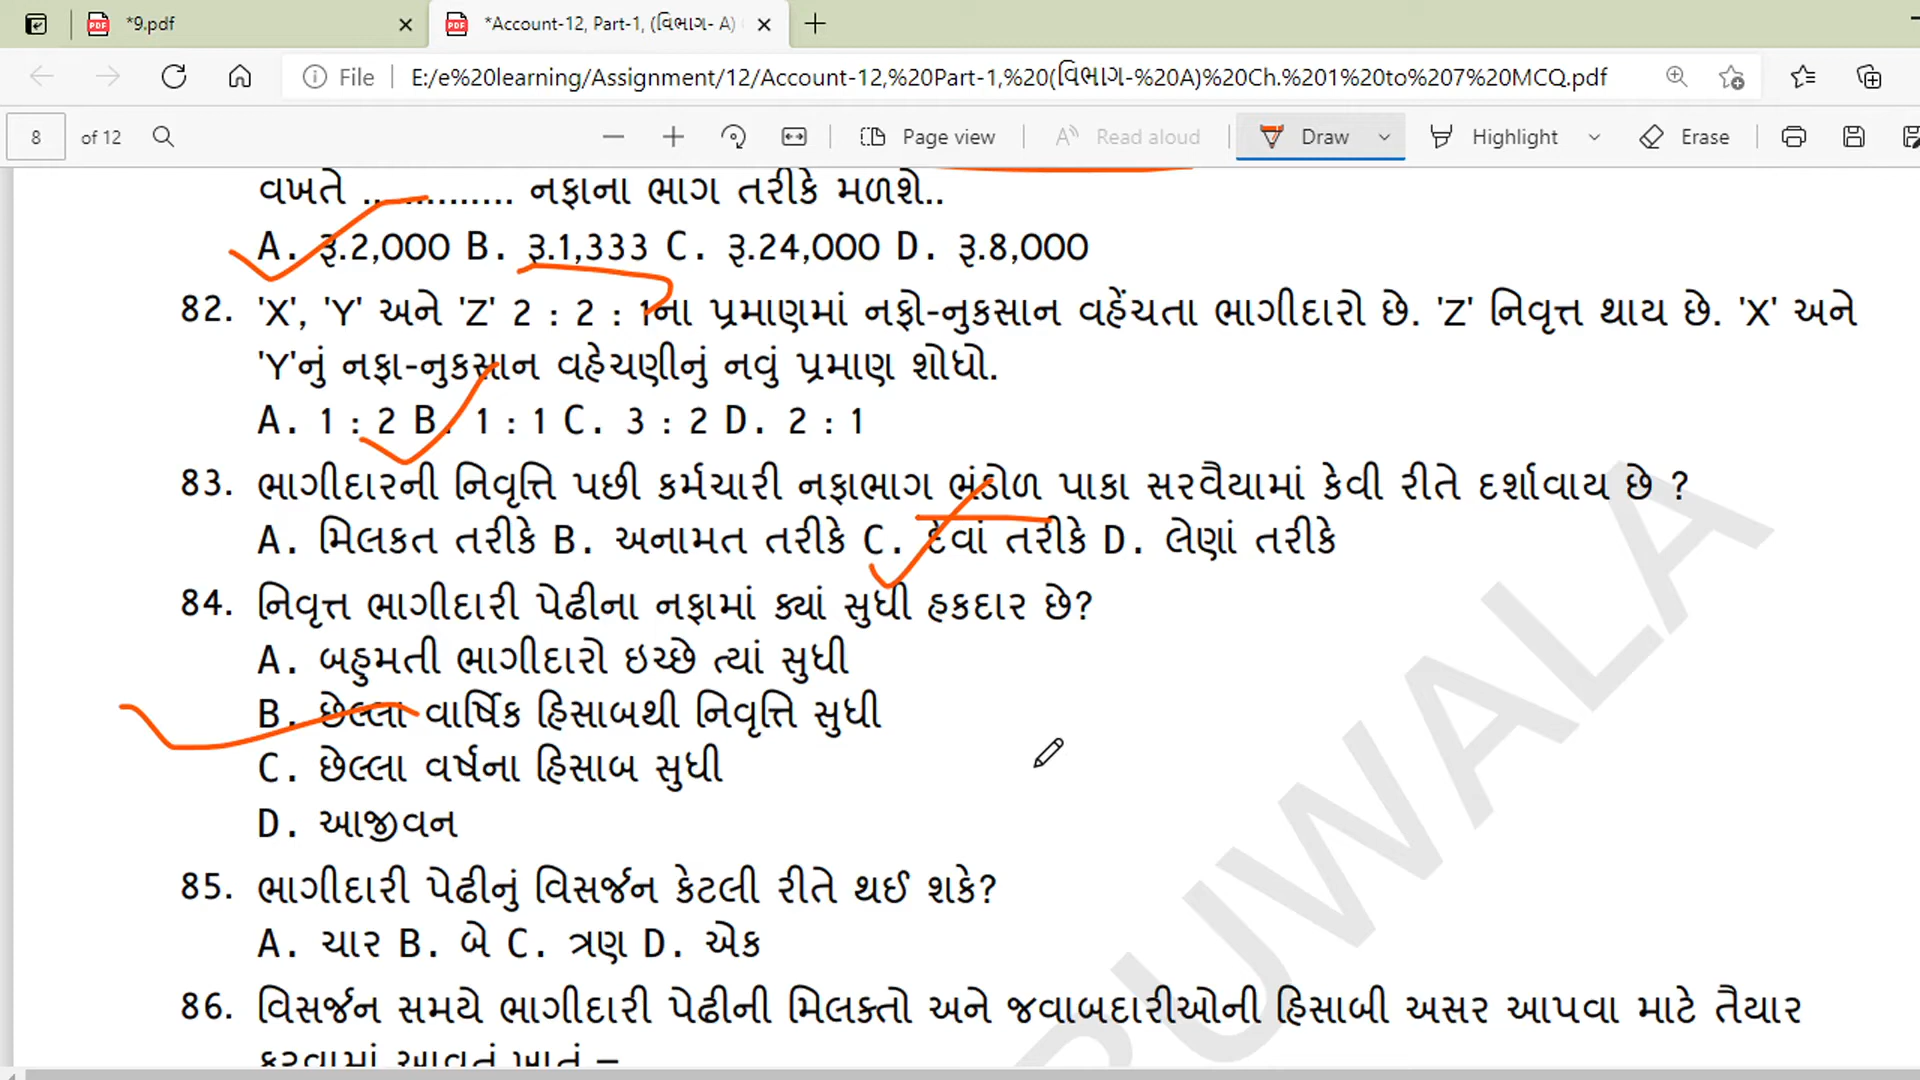 *9.pdf
*Account-12, Part-1, (વિભાગ- A)
File E:/e%20learning/Assignment/12/Account-12,%20Part-1,%20(વિભાગ-%20A)%20Ch.%201%20to%207%20MCQ.pdf
8 of 12 Page view Read aloud Draw Highlight Erase
વખતે .............. નફાના ભાગ તરીકે મળશે..
A. રૂ.2,000 B. રૂ.1,333 C. રૂ.24,000 D. રૂ.8,000
82. 'X', 'Y' અને 'Z' 2 : 2 : 1ના પ્રમાણમાં નફો-નુકસાન વહેંચતા ભાગીદારો છે. 'Z' નિવૃત્ત થાય છે. 'X' અને
'Y'નું નફા-નુકસાન વહેચણીનું નવું પ્રમાણ શોધો.
A. 1 : 2 B. 1 : 1 C. 3 : 2 D. 2 : 1
83. ભાગીદારની નિવૃત્તિ પછી કર્મચારી નફાભાગ ભંડોળ પાકા સરવૈયામાં કેવી રીતે દર્શાવાય છે ?
A. મિલકત તરીકે B. અનામત તરીકે C. દેવાં તરીકે D. લેણાં તરીકે
84. નિવૃત્ત ભાગીદારી પેઢીના નફામાં ક્યાં સુધી હકદાર છે?
A. બહુમતી ભાગીદારો ઇચ્છે ત્યાં સુધી
B. છેલ્લા વાર્ષિક હિસાબથી નિવૃત્તિ સુધી
C. છેલ્લા વર્ષના હિસાબ સુધી
D. આજીવન
85. ભાગીદારી પેઢીનું વિસર્જન કેટલી રીતે થઈ શકે?
A. ચાર B. બે C. ત્રણ D. એક
86. વિસર્જન સમયે ભાગીદારી પેઢીની મિલક્તો અને જવાબદારીઓની હિસાબી અસર આપવા માટે તૈયાર
કરવામાં આવતું ખાતું –
RUWALA